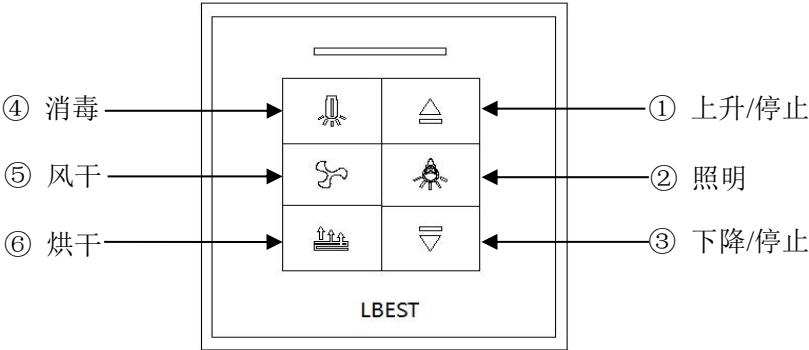 ④ 消毒
① 上升/停止
⑤ 风干
② 照明
⑥ 烘干
③ 下降/停止
LBEST